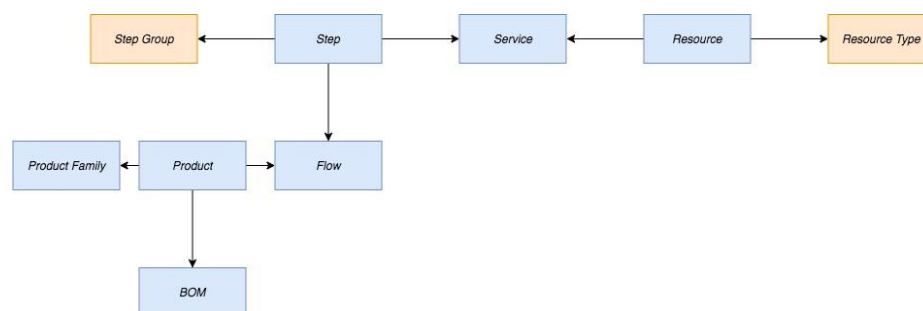 Step Group
Step
Service
Resource
Resource Type
Product Family
Product
Flow
BOM